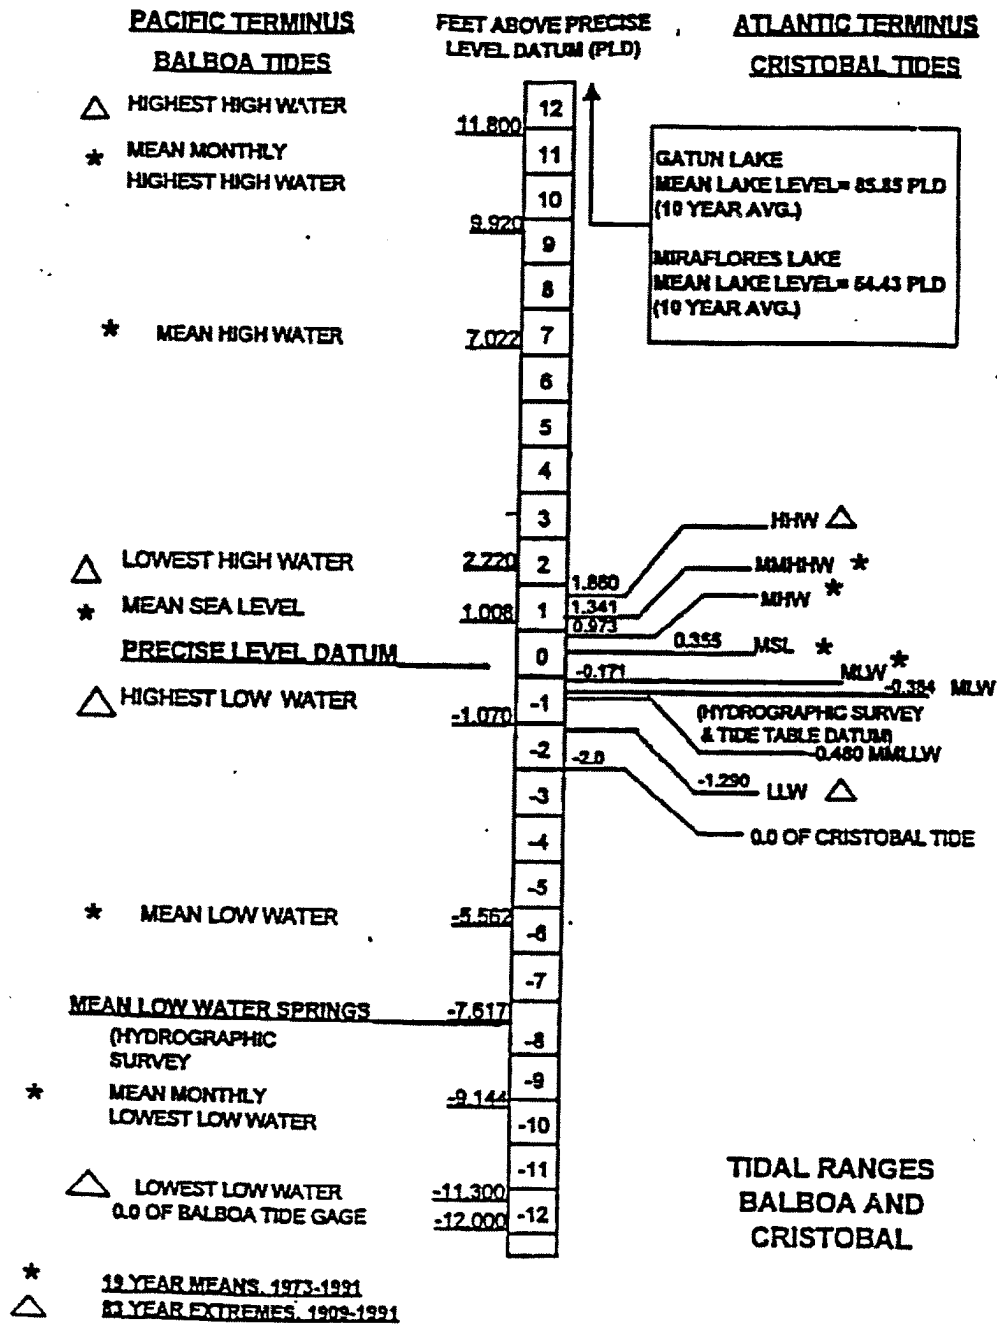 PACIFIC TERMINUS
BALBOA TIDES
FEET ABOVE PRECISE
LEVEL DATUM (PLD)
ATLANTIC TERMINUS
CRISTOBAL TIDES
△ HIGHEST HIGH WATER
11.800
* MEAN MONTHLY
HIGHEST HIGH WATER
9.920
* MEAN HIGH WATER
7.022
△ LOWEST HIGH WATER
2.220
* MEAN SEA LEVEL
1.008
PRECISE LEVEL DATUM
△ HIGHEST LOW WATER
-1.070
* MEAN LOW WATER
-5.562
MEAN LOW WATER SPRINGS
-7.617
(HYDROGRAPHIC
SURVEY
* MEAN MONTHLY
LOWEST LOW WATER
-9.144
△ LOWEST LOW WATER
-11.300
0.0 OF BALBOA TIDE GAGE
-12.000
12
11
10
9
8
7
6
5
4
3
2
1
0
-1
-2
-3
-4
-5
-6
-7
-8
-9
-10
-11
-12
GATUN LAKE
MEAN LAKE LEVEL= 85.85 PLD
(10 YEAR AVG.)
MIRAFLORES LAKE
MEAN LAKE LEVEL= 54.43 PLD
(10 YEAR AVG.)
HHW △
1.860
MMHHW *
1.341
MHW *
0.973
0.355 MSL *
-0.171 MLW *
-0.384 MLW
(HYDROGRAPHIC SURVEY
& TIDE TABLE DATUM)
-0.480 MMLLW
-1.290 LLW △
-2.0
0.0 OF CRISTOBAL TIDE
TIDAL RANGES
BALBOA AND
CRISTOBAL
* 19 YEAR MEANS, 1973-1991
△ 83 YEAR EXTREMES, 1909-1991